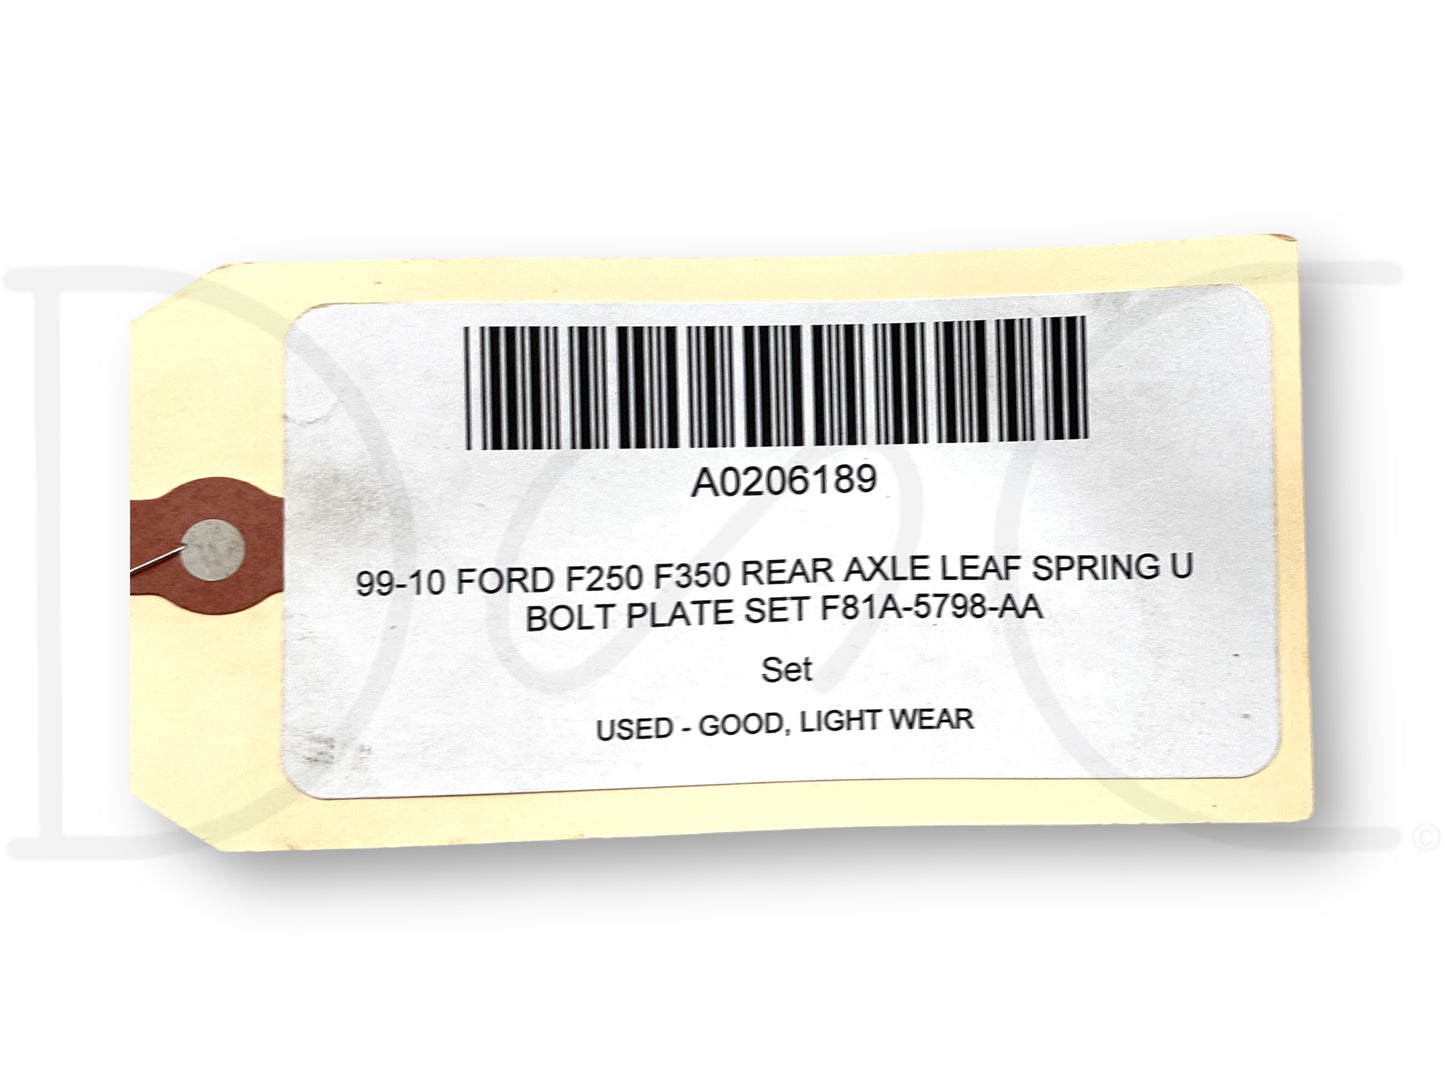 A0206189
99-10 FORD F250 F350 REAR AXLE LEAF SPRING U
BOLT PLATE SET F81A-5798-AA
Set
USED - GOOD, LIGHT WEAR
©